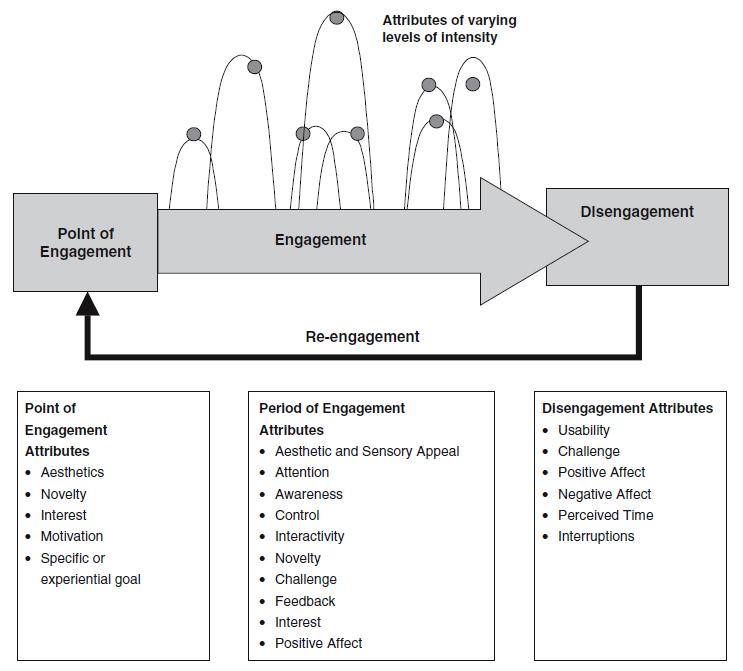 Attributes of varying
levels of intensity
Point of
Engagement
Engagement
Disengagement
Re-engagement
Point of
Engagement
Attributes
• Aesthetics
• Novelty
• Interest
• Motivation
• Specific or
experiential goal
Period of Engagement
Attributes
• Aesthetic and Sensory Appeal
• Attention
• Awareness
• Control
• Interactivity
• Novelty
• Challenge
• Feedback
• Interest
• Positive Affect
Disengagement Attributes
• Usability
• Challenge
• Positive Affect
• Negative Affect
• Perceived Time
• Interruptions